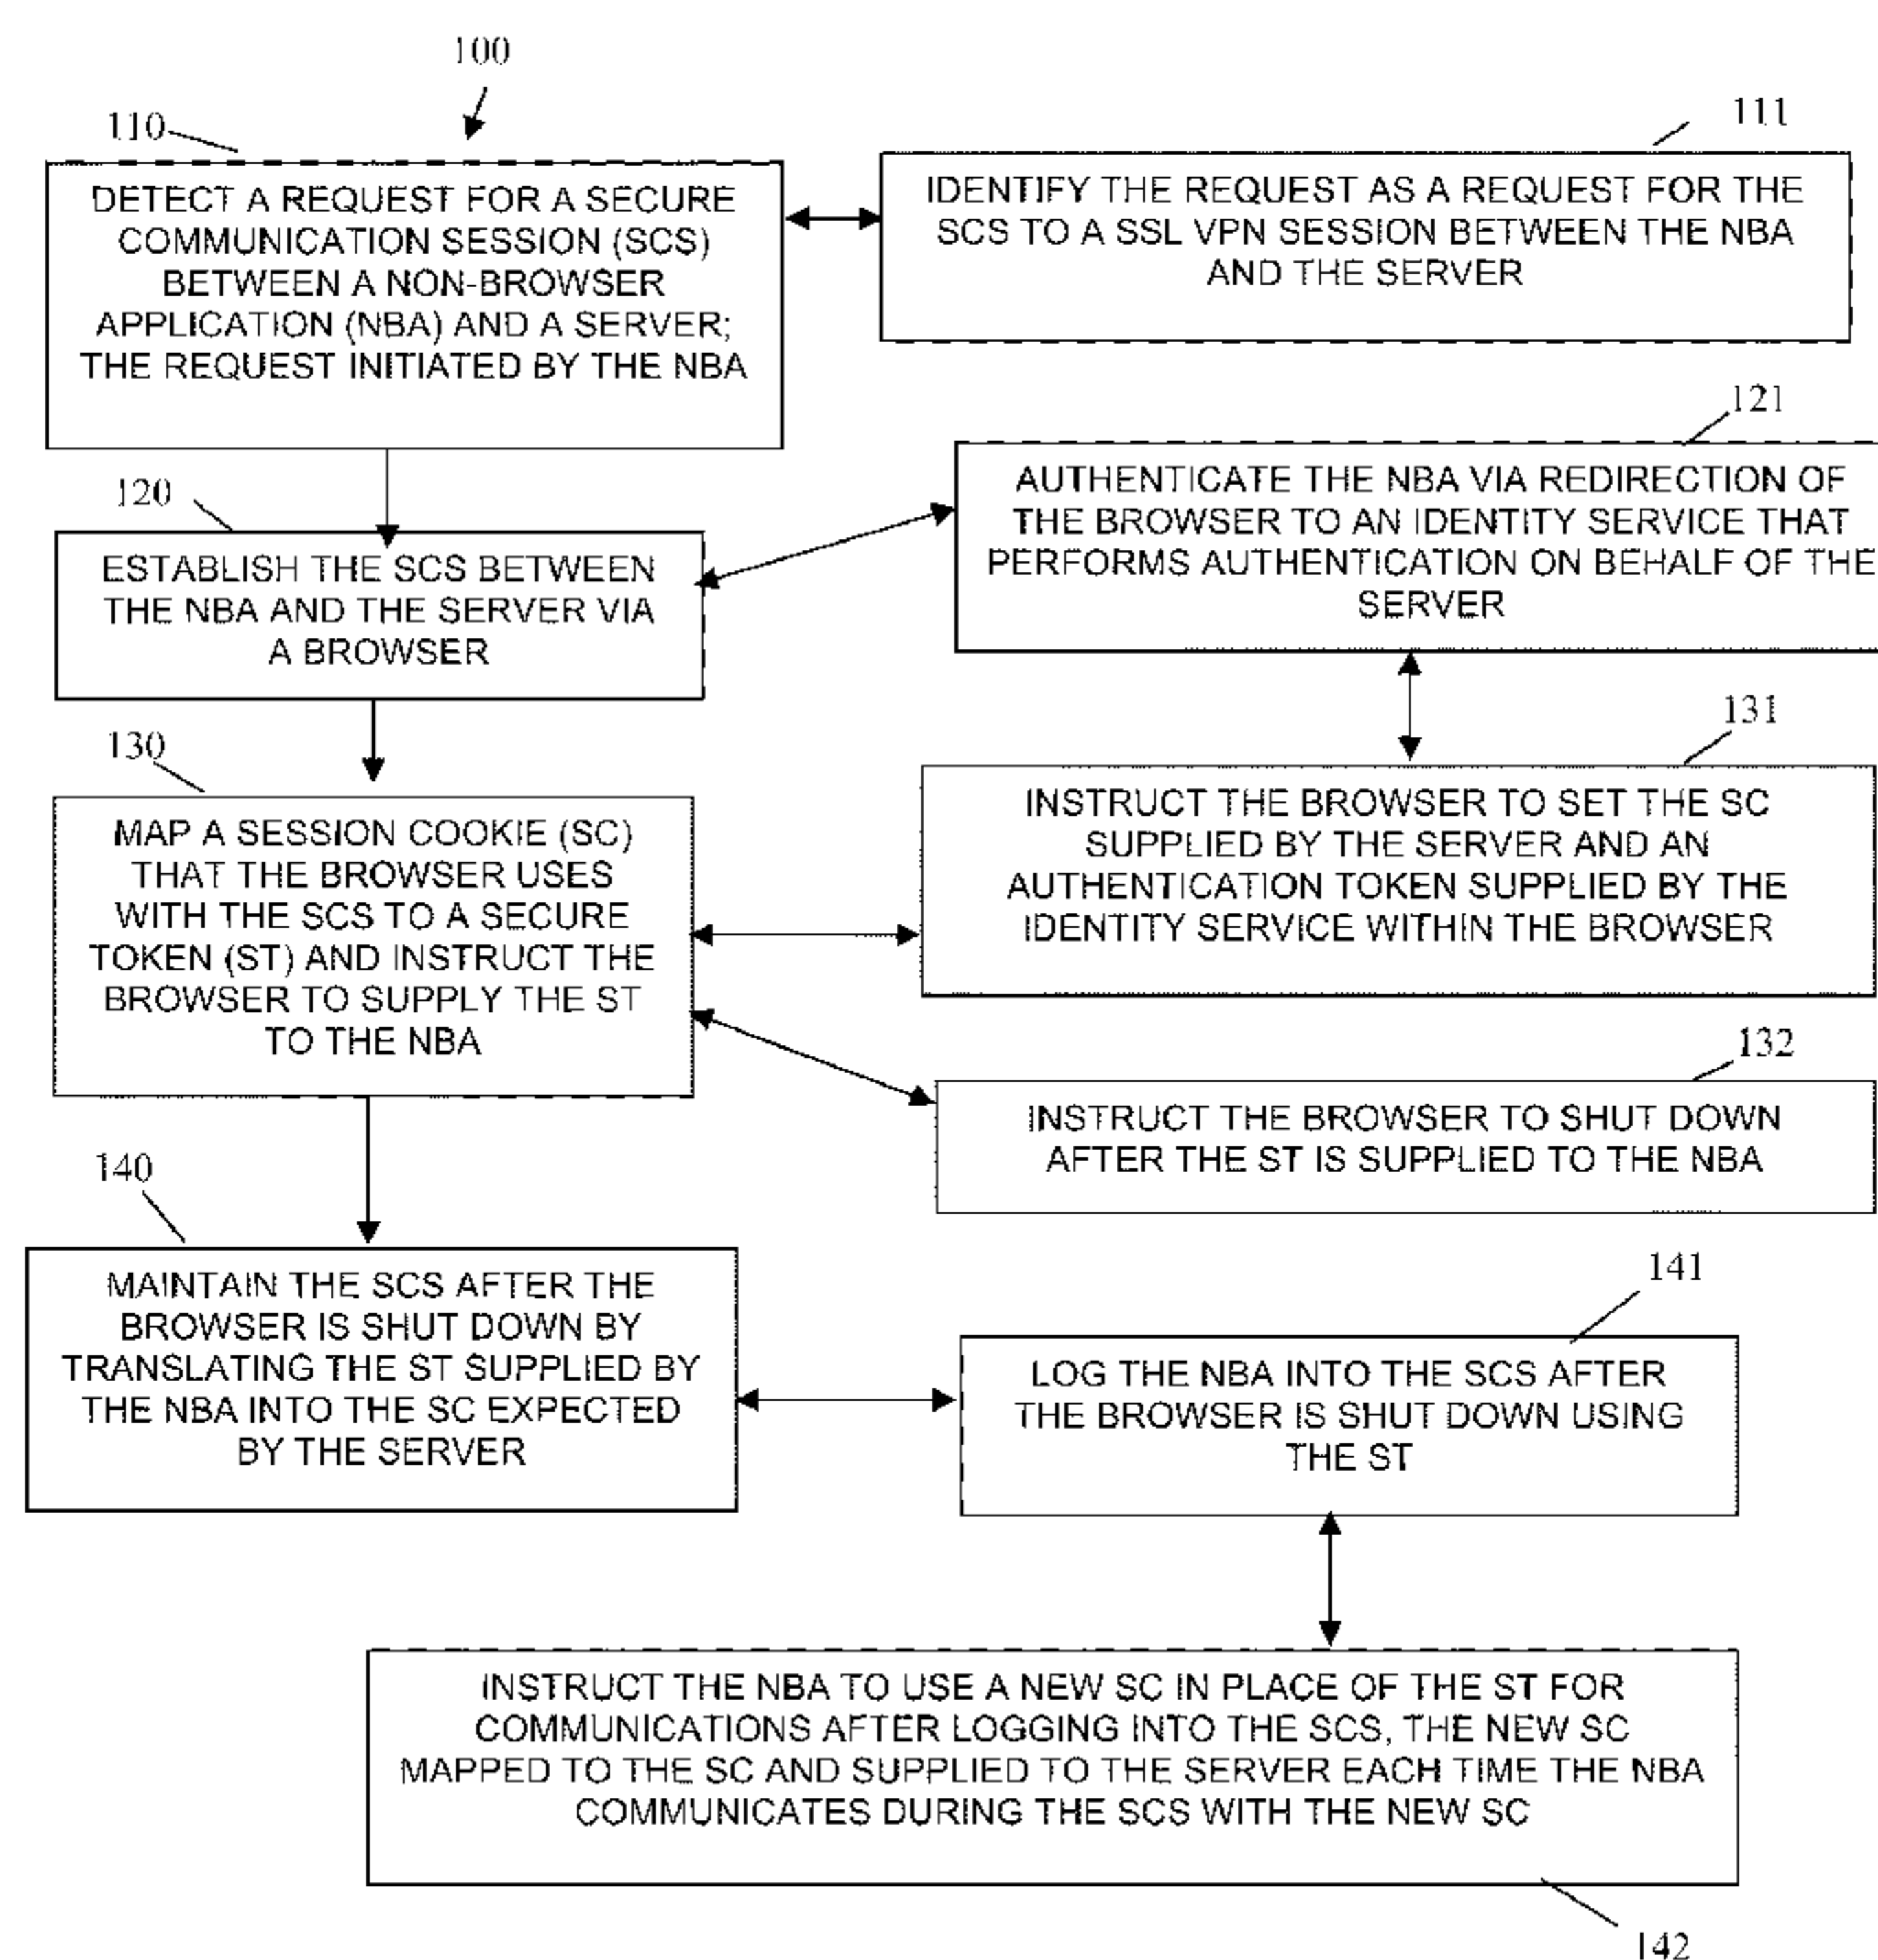 100
110
DETECT A REQUEST FOR A SECURE
COMMUNICATION SESSION (SCS)
BETWEEN A NON-BROWSER
APPLICATION (NBA) AND A SERVER;
THE REQUEST INITIATED BY THE NBA
111
IDENTIFY THE REQUEST AS A REQUEST FOR THE
SCS TO A SSL VPN SESSION BETWEEN THE NBA
AND THE SERVER
120
ESTABLISH THE SCS BETWEEN
THE NBA AND THE SERVER VIA
A BROWSER
121
AUTHENTICATE THE NBA VIA REDIRECTION OF
THE BROWSER TO AN IDENTITY SERVICE THAT
PERFORMS AUTHENTICATION ON BEHALF OF THE
SERVER
130
MAP A SESSION COOKIE (SC)
THAT THE BROWSER USES
WITH THE SCS TO A SECURE
TOKEN (ST) AND INSTRUCT THE
BROWSER TO SUPPLY THE ST
TO THE NBA
131
INSTRUCT THE BROWSER TO SET THE SC
SUPPLIED BY THE SERVER AND AN
AUTHENTICATION TOKEN SUPPLIED BY THE
IDENTITY SERVICE WITHIN THE BROWSER
132
INSTRUCT THE BROWSER TO SHUT DOWN
AFTER THE ST IS SUPPLIED TO THE NBA
140
MAINTAIN THE SCS AFTER THE
BROWSER IS SHUT DOWN BY
TRANSLATING THE ST SUPPLIED BY
THE NBA INTO THE SC EXPECTED
BY THE SERVER
141
LOG THE NBA INTO THE SCS AFTER
THE BROWSER IS SHUT DOWN USING
THE ST
INSTRUCT THE NBA TO USE A NEW SC IN PLACE OF THE ST FOR
COMMUNICATIONS AFTER LOGGING INTO THE SCS, THE NEW SC
MAPPED TO THE SC AND SUPPLIED TO THE SERVER EACH TIME THE NBA
COMMUNICATES DURING THE SCS WITH THE NEW SC
142